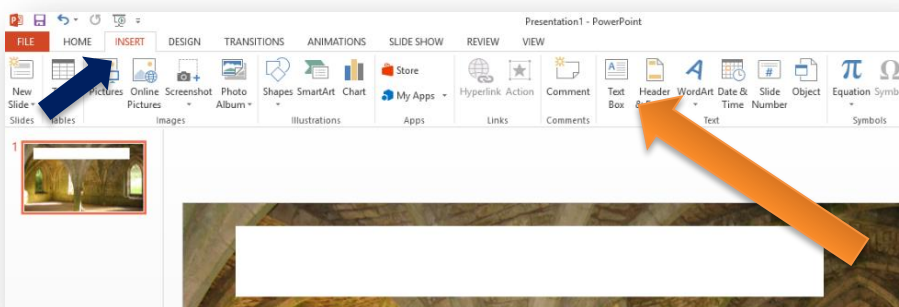 Presentation1 - PowerPoint
FILE HOME INSERT DESIGN TRANSITIONS ANIMATIONS SLIDE SHOW REVIEW VIEW
Store
My Apps
New Pictures Online Screenshot Photo Shapes SmartArt Chart Hyperlink Action Comment Text Header WordArt Date & Slide Object Equation
Slide Pictures Album Box & Time Number
Slides Tables Images Illustrations Apps Links Comments Text Symbols
1